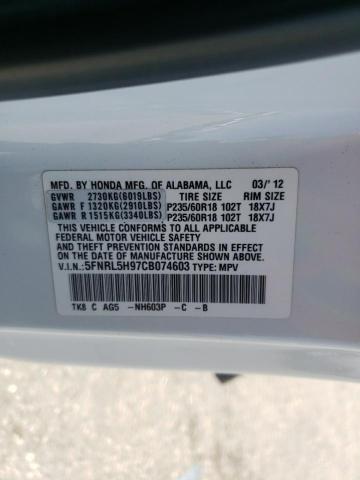 MFD. BY HONDA MFG. OF ALABAMA, LLC 03/'12
GVWR 2730KG(6019LBS) TIRE SIZE RIM SIZE
GAWR F 1320KG(2910LBS) P235/60R18 102T 18X7J
GAWR R 1515KG(3340LBS) P235/60R18 102T 18X7J
THIS VEHICLE CONFORMS TO ALL APPLICABLE
FEDERAL MOTOR VEHICLE SAFETY
AND THEFT PREVENTION STANDARDS IN EFFECT
ON THE DATE OF MANUFACTURE SHOWN ABOVE.
V.I.N.: 5FNRL5H97CB074603 TYPE: MPV
TK8 C AG5 -NH603P -C -B